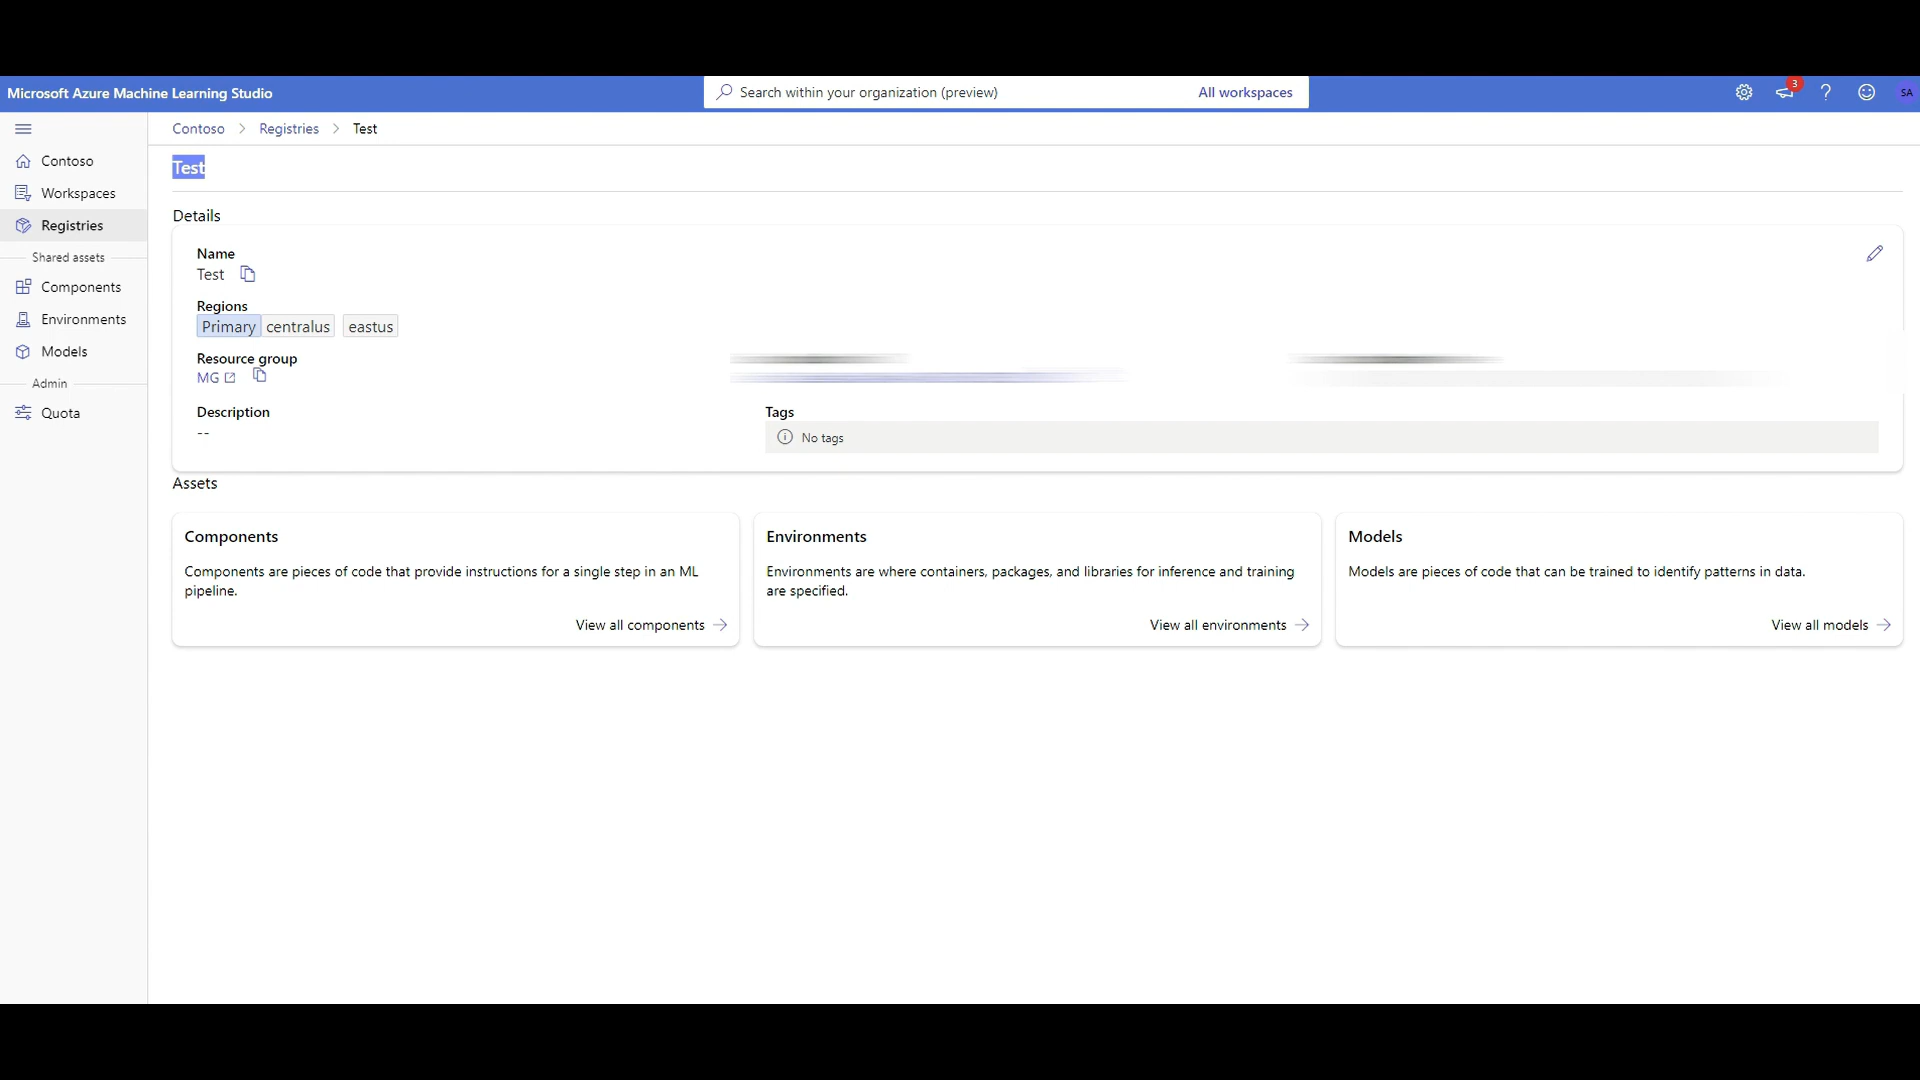 Microsoft Azure Machine Learning Studio
Search within your organization (preview)
All workspaces
3
SA
Contoso
Workspaces
Registries
Shared assets
Components
Environments
Models
Admin
Quota
Contoso > Registries > Test
Test
Details
Name
Test
Regions
Primary centralus eastus
Resource group
MG
Description
--
Tags
No tags
Assets
Components
Components are pieces of code that provide instructions for a single step in an ML
pipeline.
View all components
Environments
Environments are where containers, packages, and libraries for inference and training
are specified.
View all environments
Models
Models are pieces of code that can be trained to identify patterns in data.
View all models